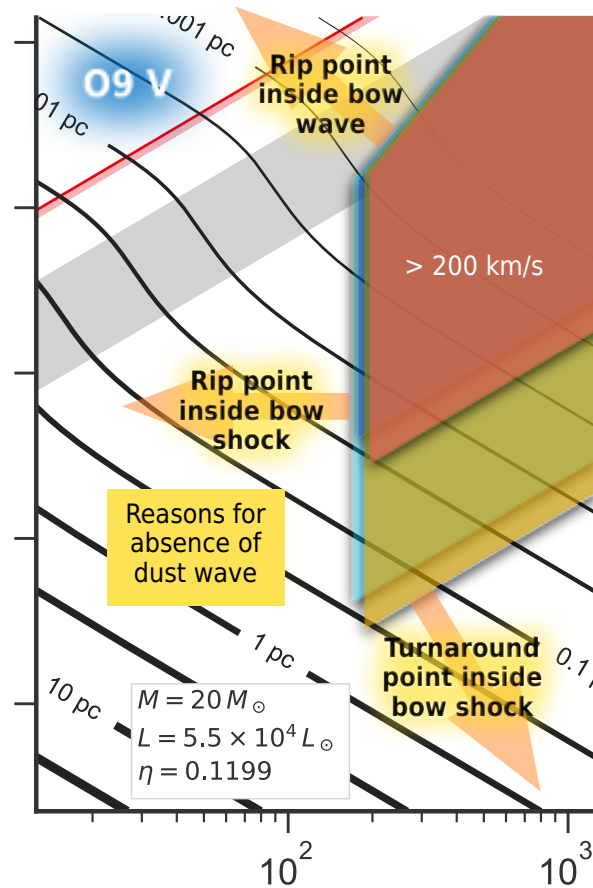 .001 pc
O9 V
01 pc
Rip point
inside bow
wave
> 200 km/s
Rip point
inside bow
shock
Reasons for
absence of
dust wave
Turnaround
point inside
bow shock
0.1
1 pc
10 pc
M = 20 M⊙
L = 5.5 × 10⁴ L⊙
η = 0.1199
10²
10³